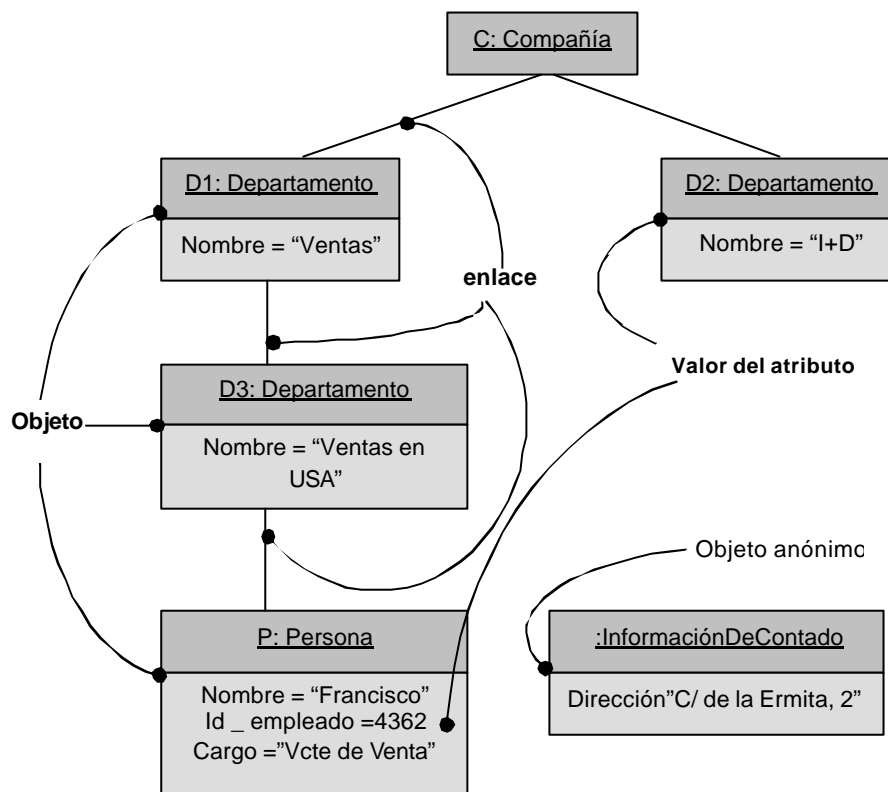 C: Compañía
D1: Departamento
Nombre = “Ventas”
D2: Departamento
Nombre = “I+D”
enlace
Valor del atributo
D3: Departamento
Nombre = “Ventas en
USA”
Objeto
Objeto anónimo
P: Persona
Nombre = “Francisco”
Id _ empleado =4362
Cargo =”Vcte de Venta”
:InformaciónDeContado
Dirección”C/ de la Ermita, 2”